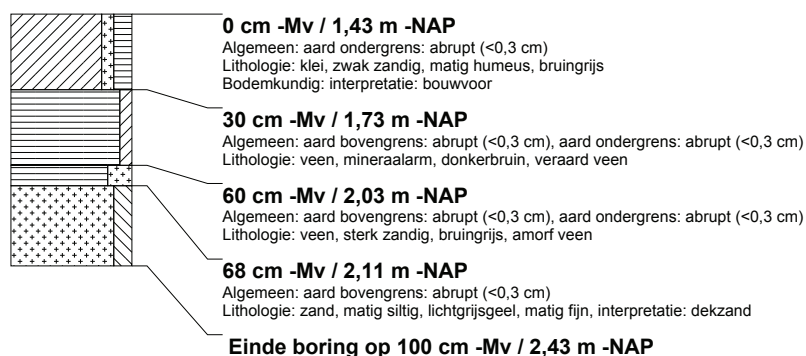 0 cm -Mv / 1,43 m -NAP
Algemeen: aard ondergrens: abrupt (<0,3 cm)
Lithologie: klei, zwak zandig, matig humeus, bruingrijs
Bodemkundig: interpretatie: bouwvoor
30 cm -Mv / 1,73 m -NAP
Algemeen: aard bovengrens: abrupt (<0,3 cm), aard ondergrens: abrupt (<0,3 cm)
Lithologie: veen, mineraalarm, donkerbruin, veraard veen
60 cm -Mv / 2,03 m -NAP
Algemeen: aard bovengrens: abrupt (<0,3 cm), aard ondergrens: abrupt (<0,3 cm)
Lithologie: veen, sterk zandig, bruingrijs, amorf veen
68 cm -Mv / 2,11 m -NAP
Algemeen: aard bovengrens: abrupt (<0,3 cm)
Lithologie: zand, matig siltig, lichtgrijsgeel, matig fijn, interpretatie: dekzand
Einde boring op 100 cm -Mv / 2,43 m -NAP